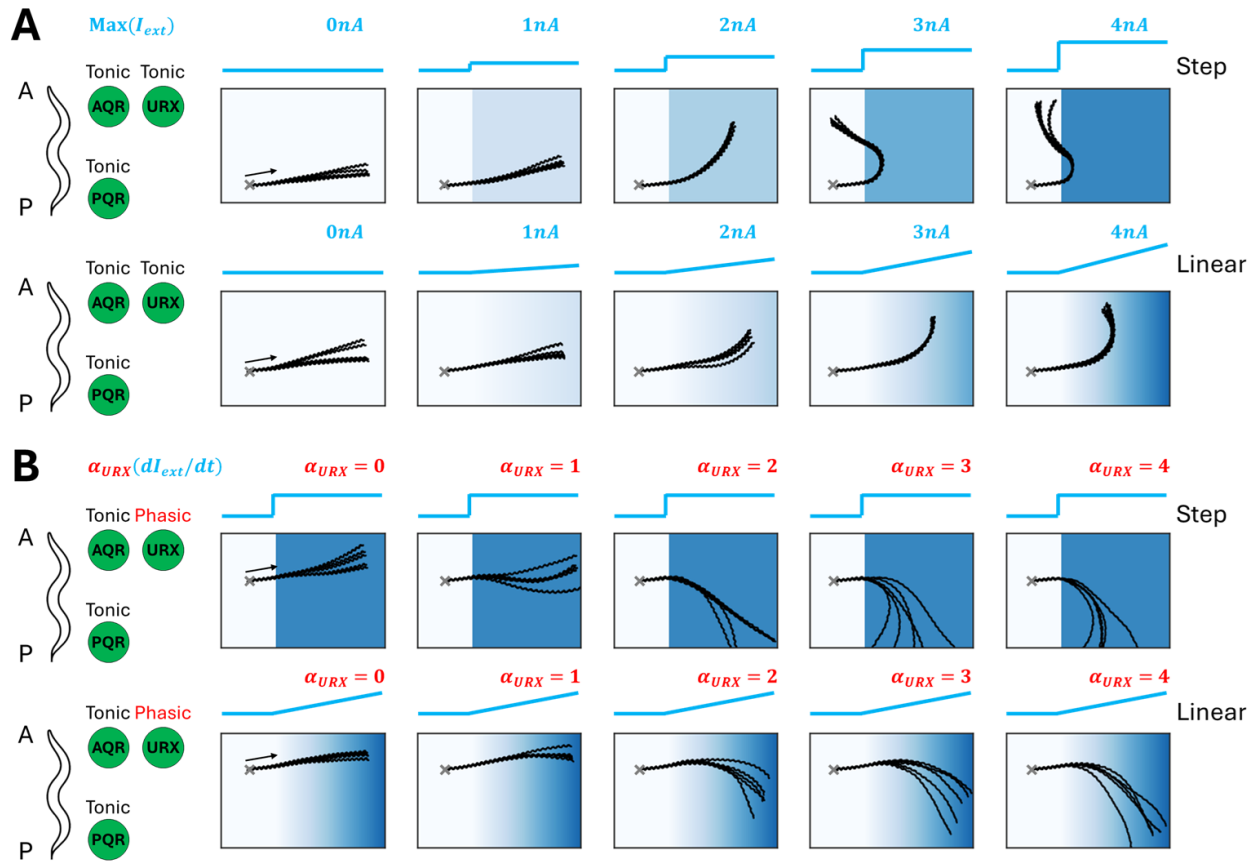 A
Max(I_ext) 0nA 1nA 2nA 3nA 4nA
Tonic Tonic Step
A AQR URX
Tonic
P PQR
0nA 1nA 2nA 3nA 4nA
Tonic Tonic Linear
A AQR URX
Tonic
P PQR
B
α_URX(dI_ext/dt) α_URX = 0 α_URX = 1 α_URX = 2 α_URX = 3 α_URX = 4
Tonic Phasic Step
A AQR URX
Tonic
P PQR
α_URX = 0 α_URX = 1 α_URX = 2 α_URX = 3 α_URX = 4
Tonic Phasic Linear
A AQR URX
Tonic
P PQR